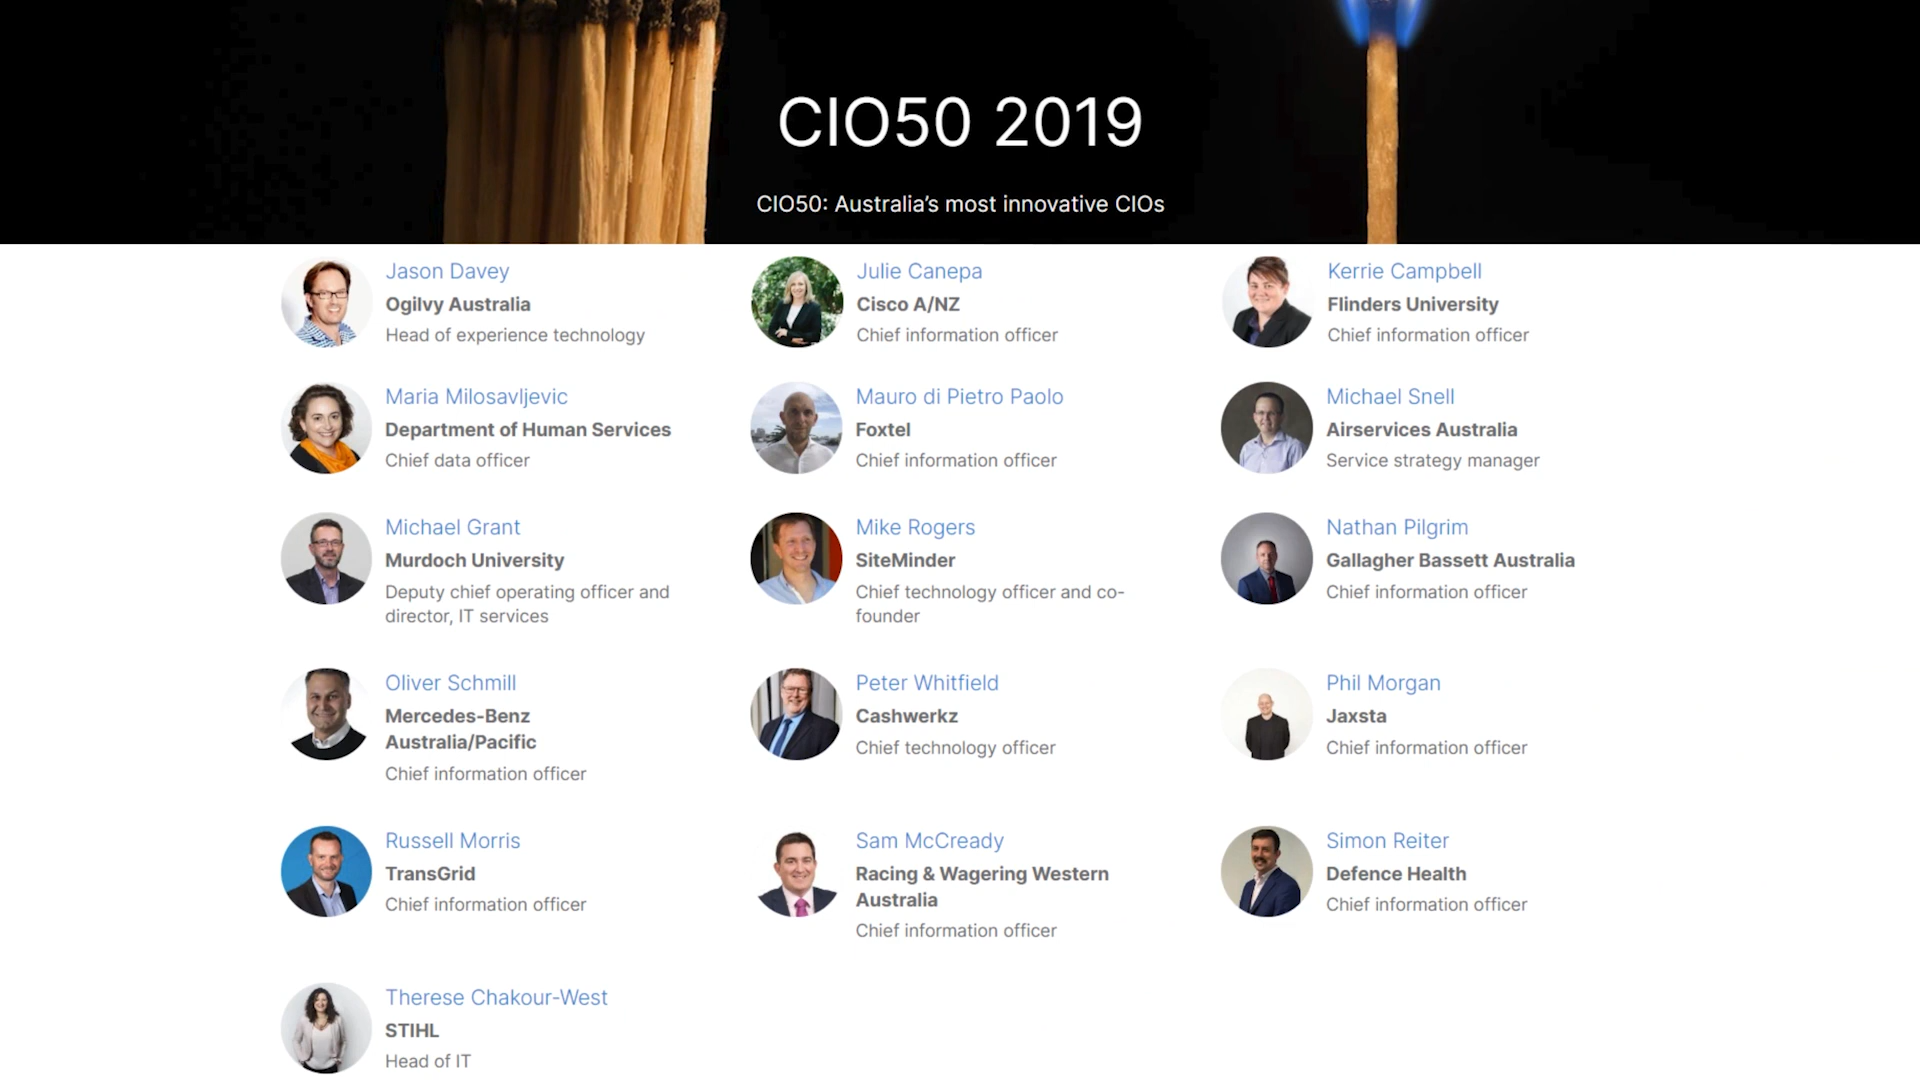 CIO50 2019
CIO50: Australia’s most innovative CIOs
Jason Davey
Ogilvy Australia
Head of experience technology
Julie Canepa
Cisco A/NZ
Chief information officer
Kerrie Campbell
Flinders University
Chief information officer
Maria Milosavljevic
Department of Human Services
Chief data officer
Mauro di Pietro Paolo
Foxtel
Chief information officer
Michael Snell
Airservices Australia
Service strategy manager
Michael Grant
Murdoch University
Deputy chief operating officer and
director, IT services
Mike Rogers
SiteMinder
Chief technology officer and co-
founder
Nathan Pilgrim
Gallagher Bassett Australia
Chief information officer
Oliver Schmill
Mercedes-Benz
Australia/Pacific
Chief information officer
Peter Whitfield
Cashwerkz
Chief technology officer
Phil Morgan
Jaxsta
Chief information officer
Russell Morris
TransGrid
Chief information officer
Sam McCready
Racing & Wagering Western
Australia
Chief information officer
Simon Reiter
Defence Health
Chief information officer
Therese Chakour-West
STIHL
Head of IT